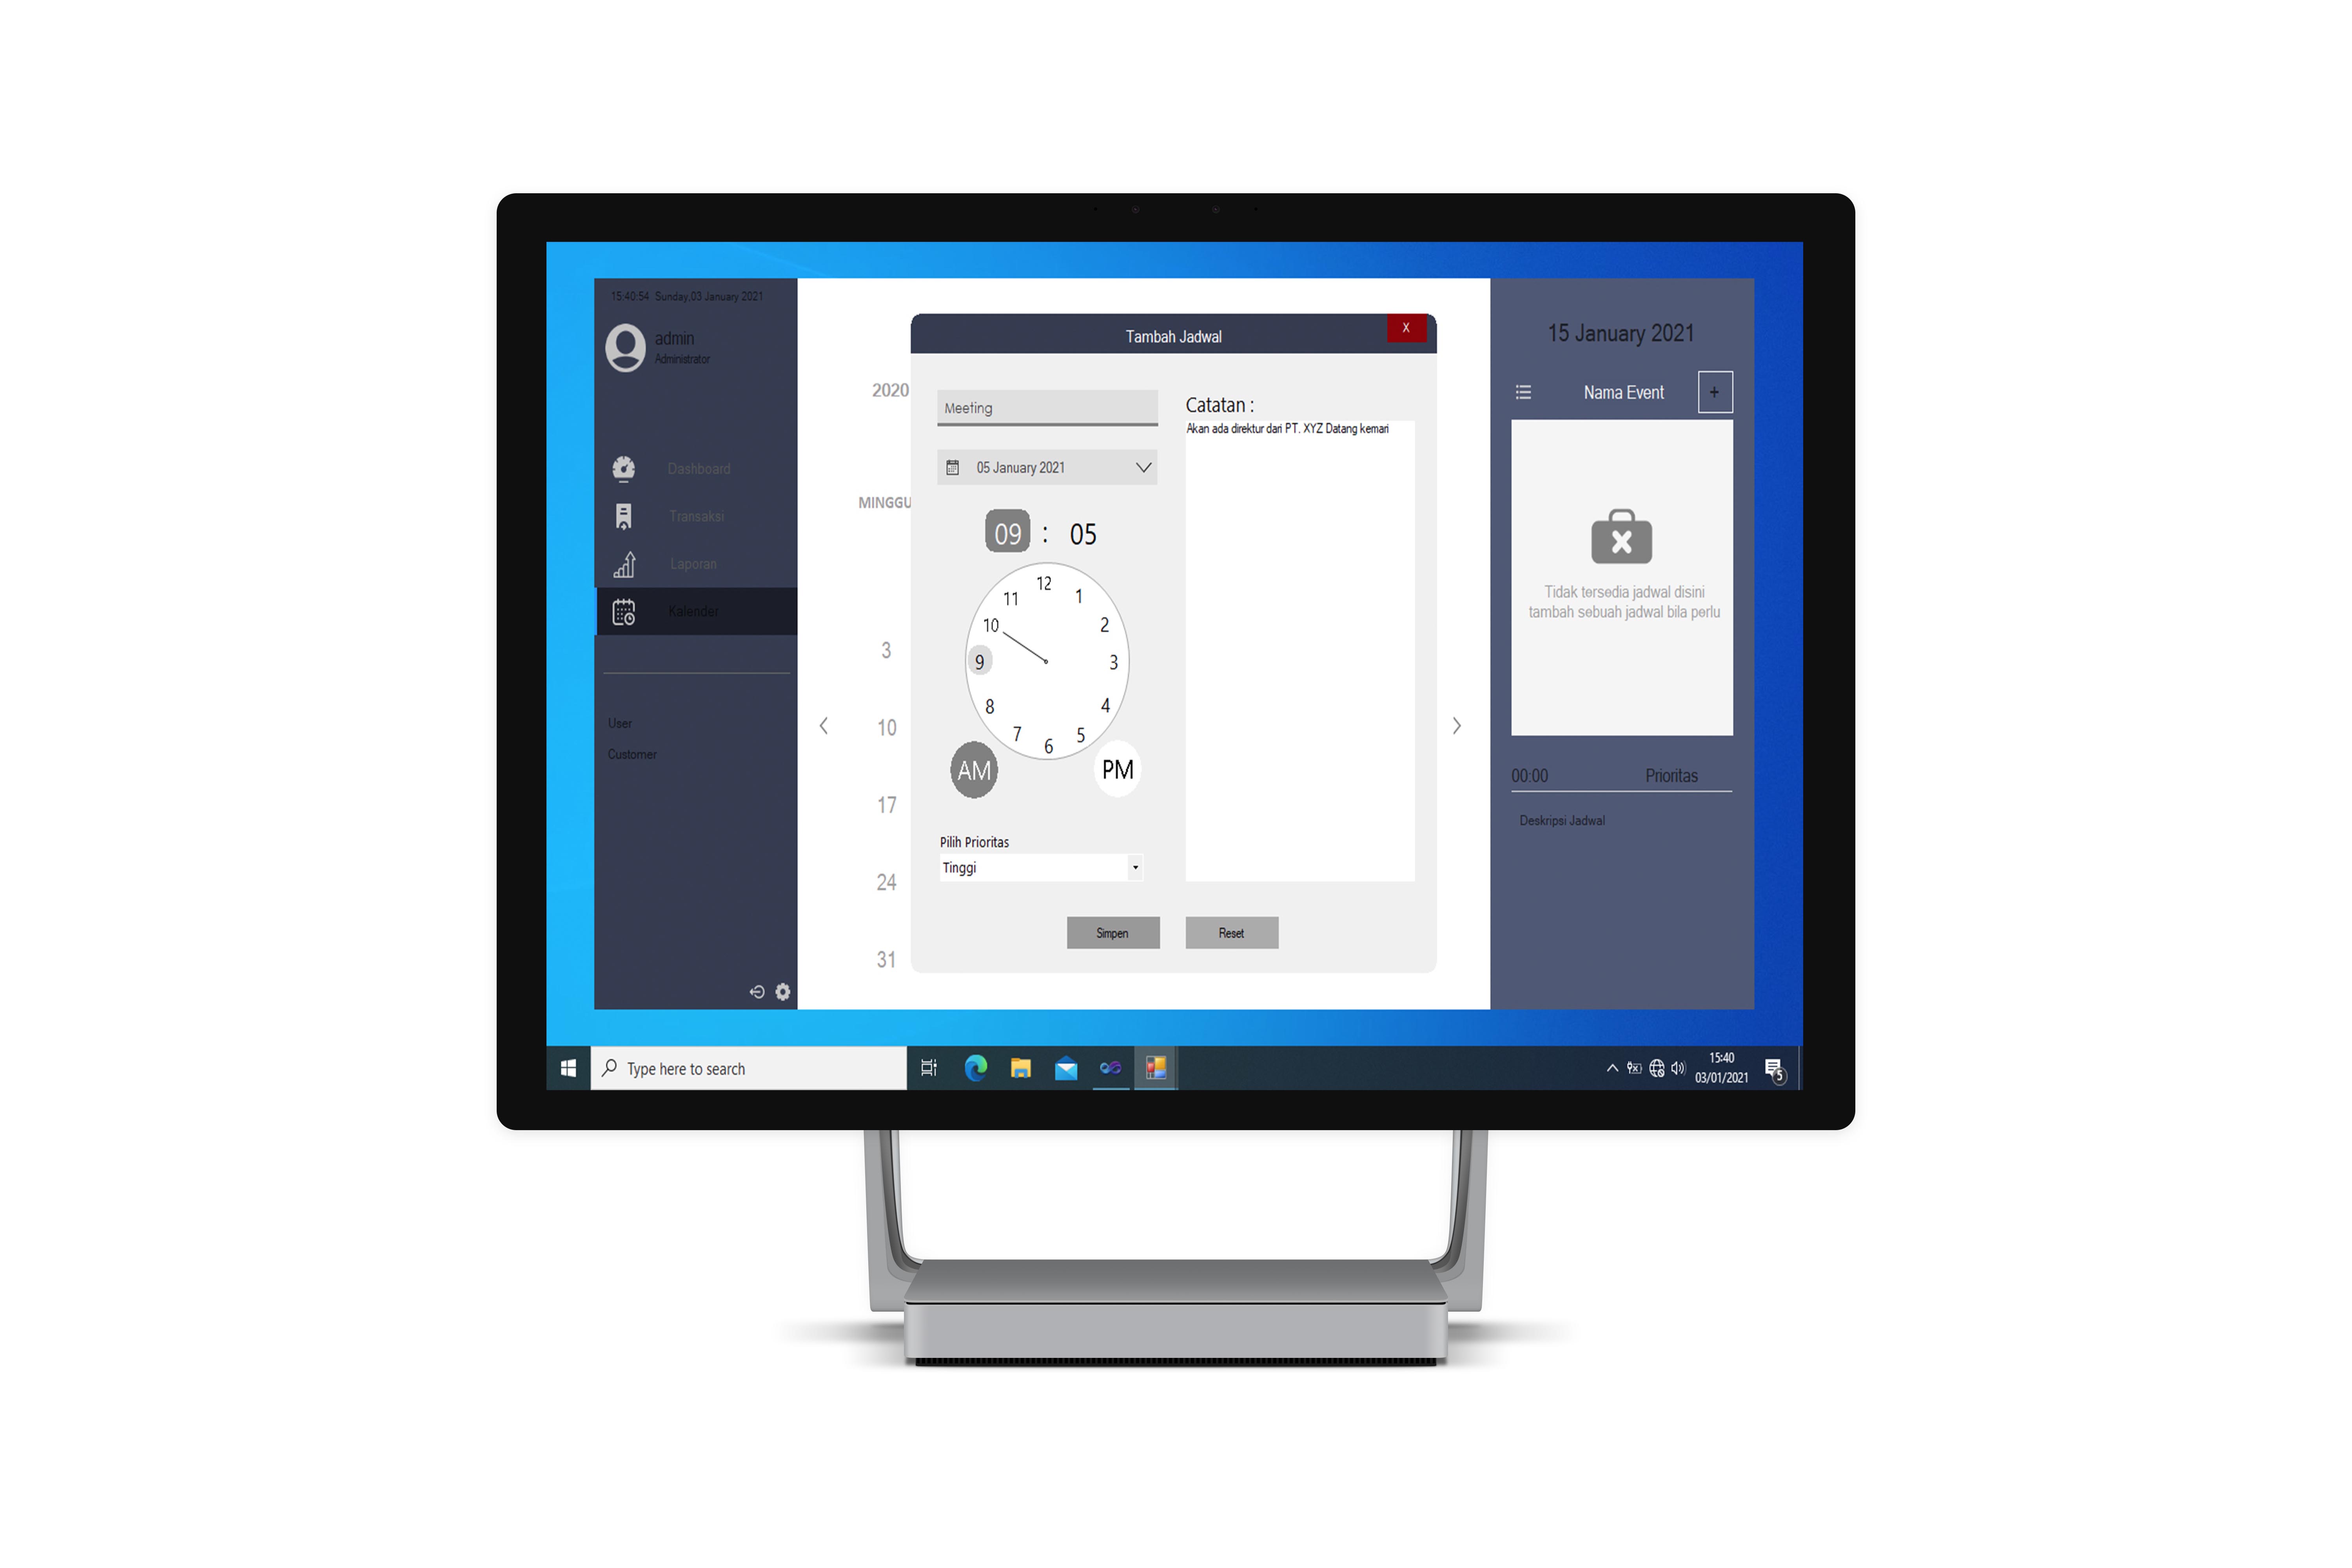 15:40:54 Sunday,03 January 2021
admin
Administrator
Dashboard
Transaksi
Laporan
Kalender
User
Customer
2020
MINGGU
3
10
17
24
31
Tambah Jadwal
X
Meeting
05 January 2021
09 : 05
12
1
2
3
4
5
6
7
8
9
10
11
AM
PM
Pilih Prioritas
Tinggi
Catatan :
Akan ada direktur dari PT. XYZ Datang kemari
Simpen
Reset
15 January 2021
Nama Event
+
Tidak tersedia jadwal disini
tambah sebuah jadwal bila perlu
00:00 Prioritas
Deskripsi Jadwal
Type here to search
15:40
03/01/2021
5